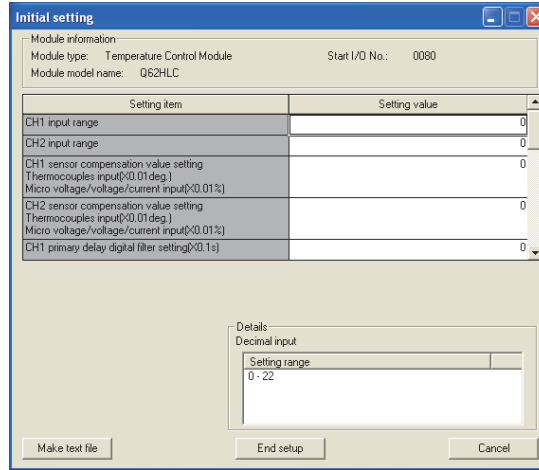 Initial setting
Module information
Module type: Temperature Control Module Start I/O No.: 0080
Module model name: Q62HLC
Setting item Setting value
CH1 input range 0
CH2 input range 0
CH1 sensor compensation value setting 0
Thermocouples input(X0.01deg.)
Micro voltage/voltage/current input(X0.01%)
CH2 sensor compensation value setting 0
Thermocouples input(X0.01deg.)
Micro voltage/voltage/current input(X0.01%)
CH1 primary delay digital filter setting(X0.1s) 0
Details
Decimal input
Setting range
0 - 22
Make text file End setup Cancel